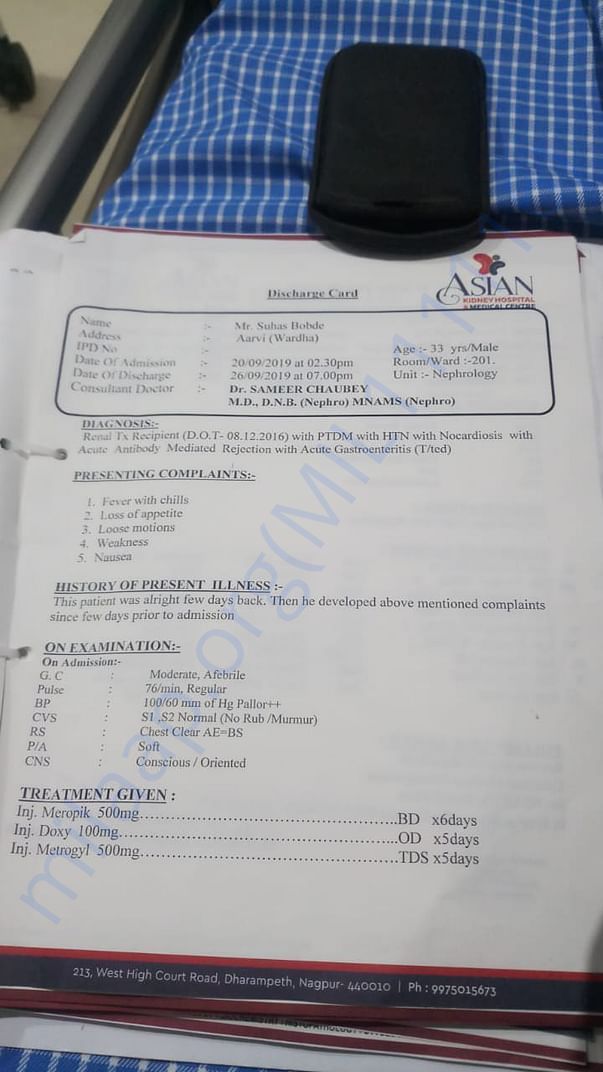 ASIAN
KIDNEY HOSPITAL
& MEDICAL CENTRE
Discharge Card
Name :- Mr. Suhas Bobde
Address :- Aarvi (Wardha)
IPD No :- Age :- 33 yrs/Male
Date Of Admission :- 20/09/2019 at 02.30pm Room/Ward :-201.
Date Of Discharge :- 26/09/2019 at 07.00pm Unit :- Nephrology
Consultant Doctor :- Dr. SAMEER CHAUBEY
M.D., D.N.B. (Nephro) MNAMS (Nephro)
DIAGNOSIS:-
Renal Tx Recipient (D.O.T- 08.12.2016) with PTDM with HTN with Nocardiosis with
Acute Antibody Mediated Rejection with Acute Gastroenteritis (T/ted)
PRESENTING COMPLAINTS:-
1. Fever with chills
2. Loss of appetite
3. Loose motions
4. Weakness
5. Nausea
HISTORY OF PRESENT ILLNESS :-
This patient was alright few days back. Then he developed above mentioned complaints
since few days prior to admission
ON EXAMINATION:-
On Admission:-
G. C : Moderate, Afebrile
Pulse : 76/min, Regular
BP : 100/60 mm of Hg Pallor++
CVS : S1 ,S2 Normal (No Rub /Murmur)
RS : Chest Clear AE=BS
P/A : Soft
CNS : Conscious / Oriented
TREATMENT GIVEN :
Inj. Meropik 500mg……………………………………..BD x6days
Inj. Doxy 100mg……………………………………...OD x5days
Inj. Metrogyl 500mg……………………………………TDS x5days
213, West High Court Road, Dharampeth, Nagpur- 440010 | Ph : 9975015673